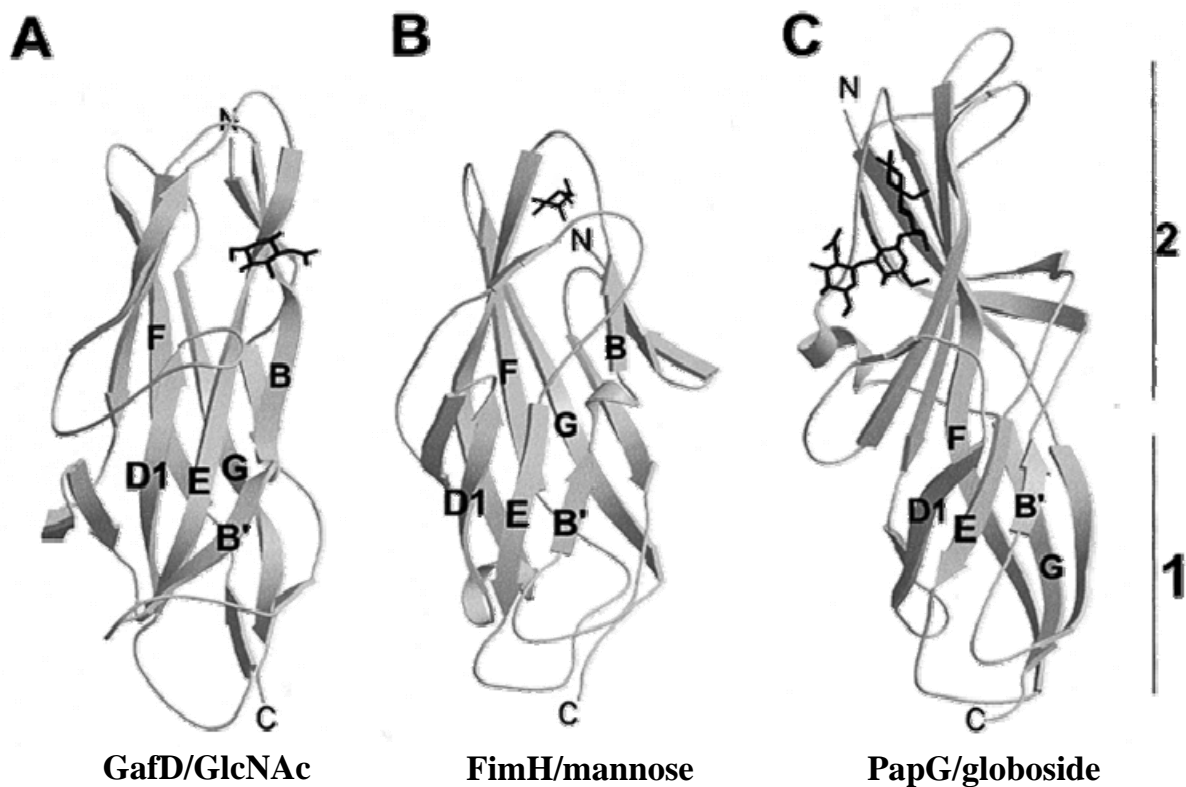 A
B
C
N
N
N
2
F
B
F
B
G
F
D1
E
G
B'
D1
E
B'
D1
E
B'
G
1
C
C
C
GafD/GlcNAc
FimH/mannose
PapG/globoside